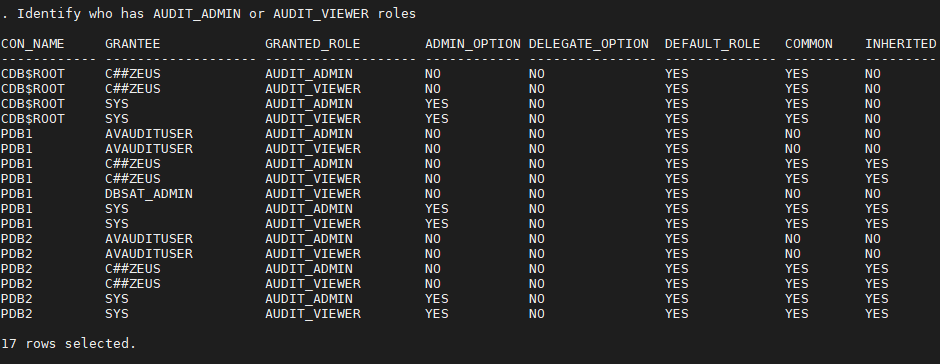 . Identify who has AUDIT_ADMIN or AUDIT_VIEWER roles
CON_NAME GRANTEE GRANTED_ROLE ADMIN_OPTION DELEGATE_OPTION DEFAULT_ROLE COMMON INHERITED
------------ ------------------- ------------------- ------------ --------------- -------------- --------- ---------
CDB$ROOT C##ZEUS AUDIT_ADMIN NO NO YES YES NO
CDB$ROOT C##ZEUS AUDIT_VIEWER NO NO YES YES NO
CDB$ROOT SYS AUDIT_ADMIN YES NO YES YES NO
CDB$ROOT SYS AUDIT_VIEWER YES NO YES YES NO
PDB1 AVAUDITUSER AUDIT_ADMIN NO NO YES NO NO
PDB1 AVAUDITUSER AUDIT_VIEWER NO NO YES NO NO
PDB1 C##ZEUS AUDIT_ADMIN NO NO YES YES YES
PDB1 C##ZEUS AUDIT_VIEWER NO NO YES YES YES
PDB1 DBSAT_ADMIN AUDIT_VIEWER NO NO YES NO NO
PDB1 SYS AUDIT_ADMIN YES NO YES YES YES
PDB1 SYS AUDIT_VIEWER YES NO YES YES YES
PDB2 AVAUDITUSER AUDIT_ADMIN NO NO YES NO NO
PDB2 AVAUDITUSER AUDIT_VIEWER NO NO YES NO NO
PDB2 C##ZEUS AUDIT_ADMIN NO NO YES YES YES
PDB2 C##ZEUS AUDIT_VIEWER NO NO YES YES YES
PDB2 SYS AUDIT_ADMIN YES NO YES YES YES
PDB2 SYS AUDIT_VIEWER YES NO YES YES YES
17 rows selected.